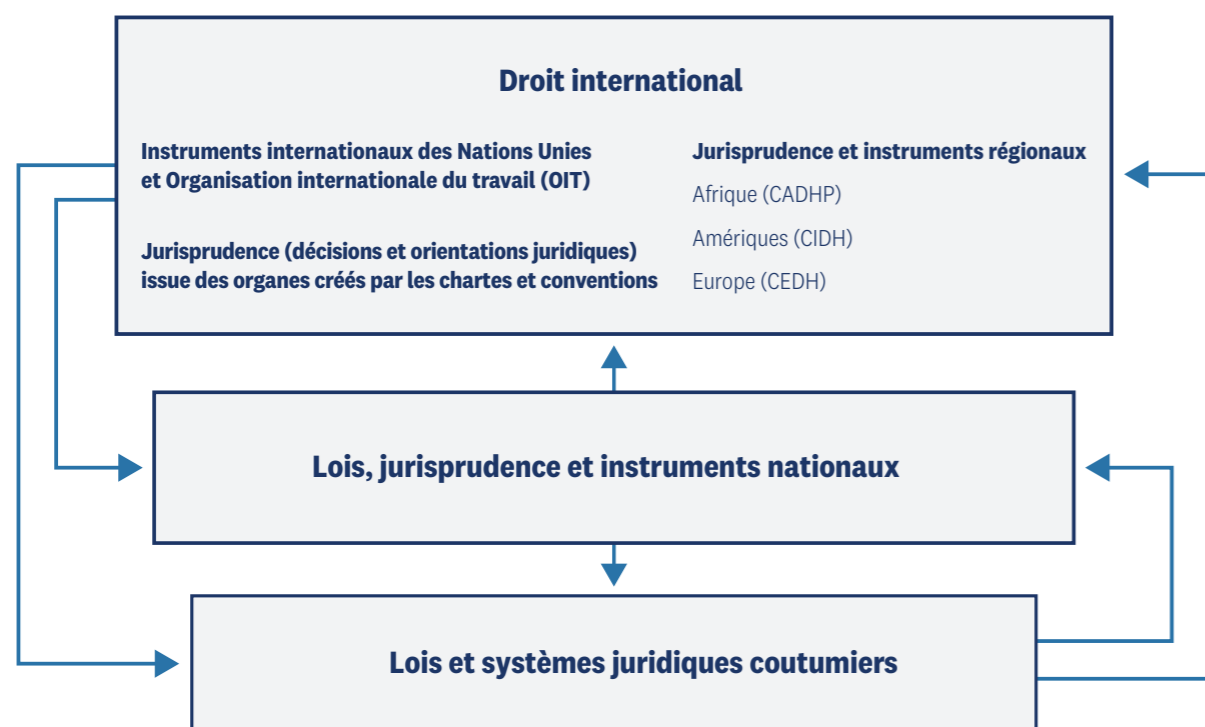 Droit international
Instruments internationaux des Nations Unies
et Organisation internationale du travail (OIT)
Jurisprudence (décisions et orientations juridiques)
issue des organes créés par les chartes et conventions
Jurisprudence et instruments régionaux
Afrique (CADHP)
Amériques (CIDH)
Europe (CEDH)
Lois, jurisprudence et instruments nationaux
Lois et systèmes juridiques coutumiers